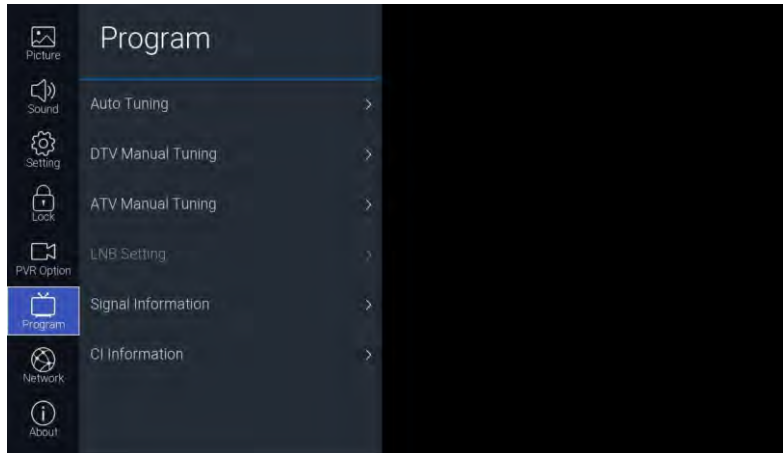 Program
Picture
Sound
Setting
Lock
PVR Option
Program
Network
About
Auto Tuning
DTV Manual Tuning
ATV Manual Tuning
LNB Setting
Signal Information
CI Information